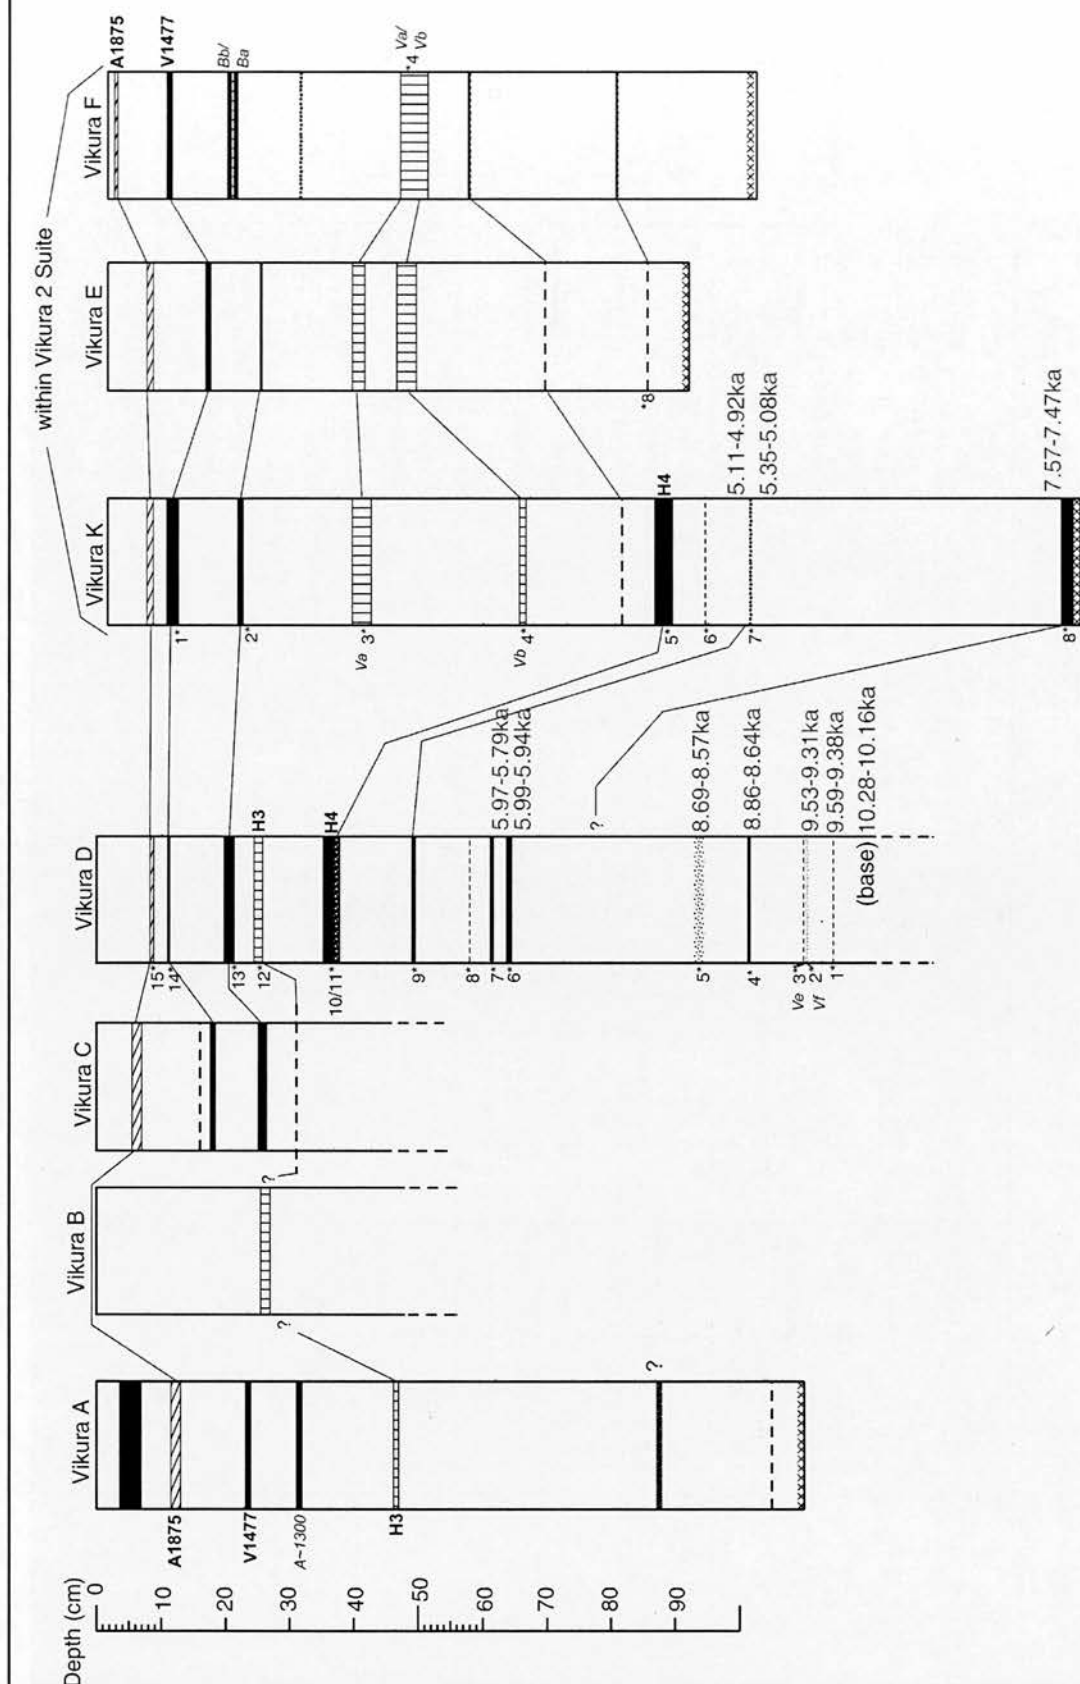 within Vikura 2 Suite
Depth (cm)
0
10
20
30
40
50
60
70
80
90
Vikura A
A1875
V1477
A~1300
H3
?
Vikura B
?
?
Vikura C
Vikura D
15*
14*
13*
12*
H3
10/11*
H4
9*
8*
7*
6*
5.97-5.79ka
5.99-5.94ka
?
5*
8.69-8.57ka
4*
8.86-8.64ka
Ve 3*
Vf 2*
1*
9.53-9.31ka
9.59-9.38ka
(base) 10.28-10.16ka
Vikura K
1*
2*
Va 3*
Vb 4*
5*
H4
6*
7*
5.11-4.92ka
5.35-5.08ka
8*
7.57-7.47ka
Vikura E
*8
Vikura F
A1875
V1477
Bb/
Ba
Va/
*4 Vb